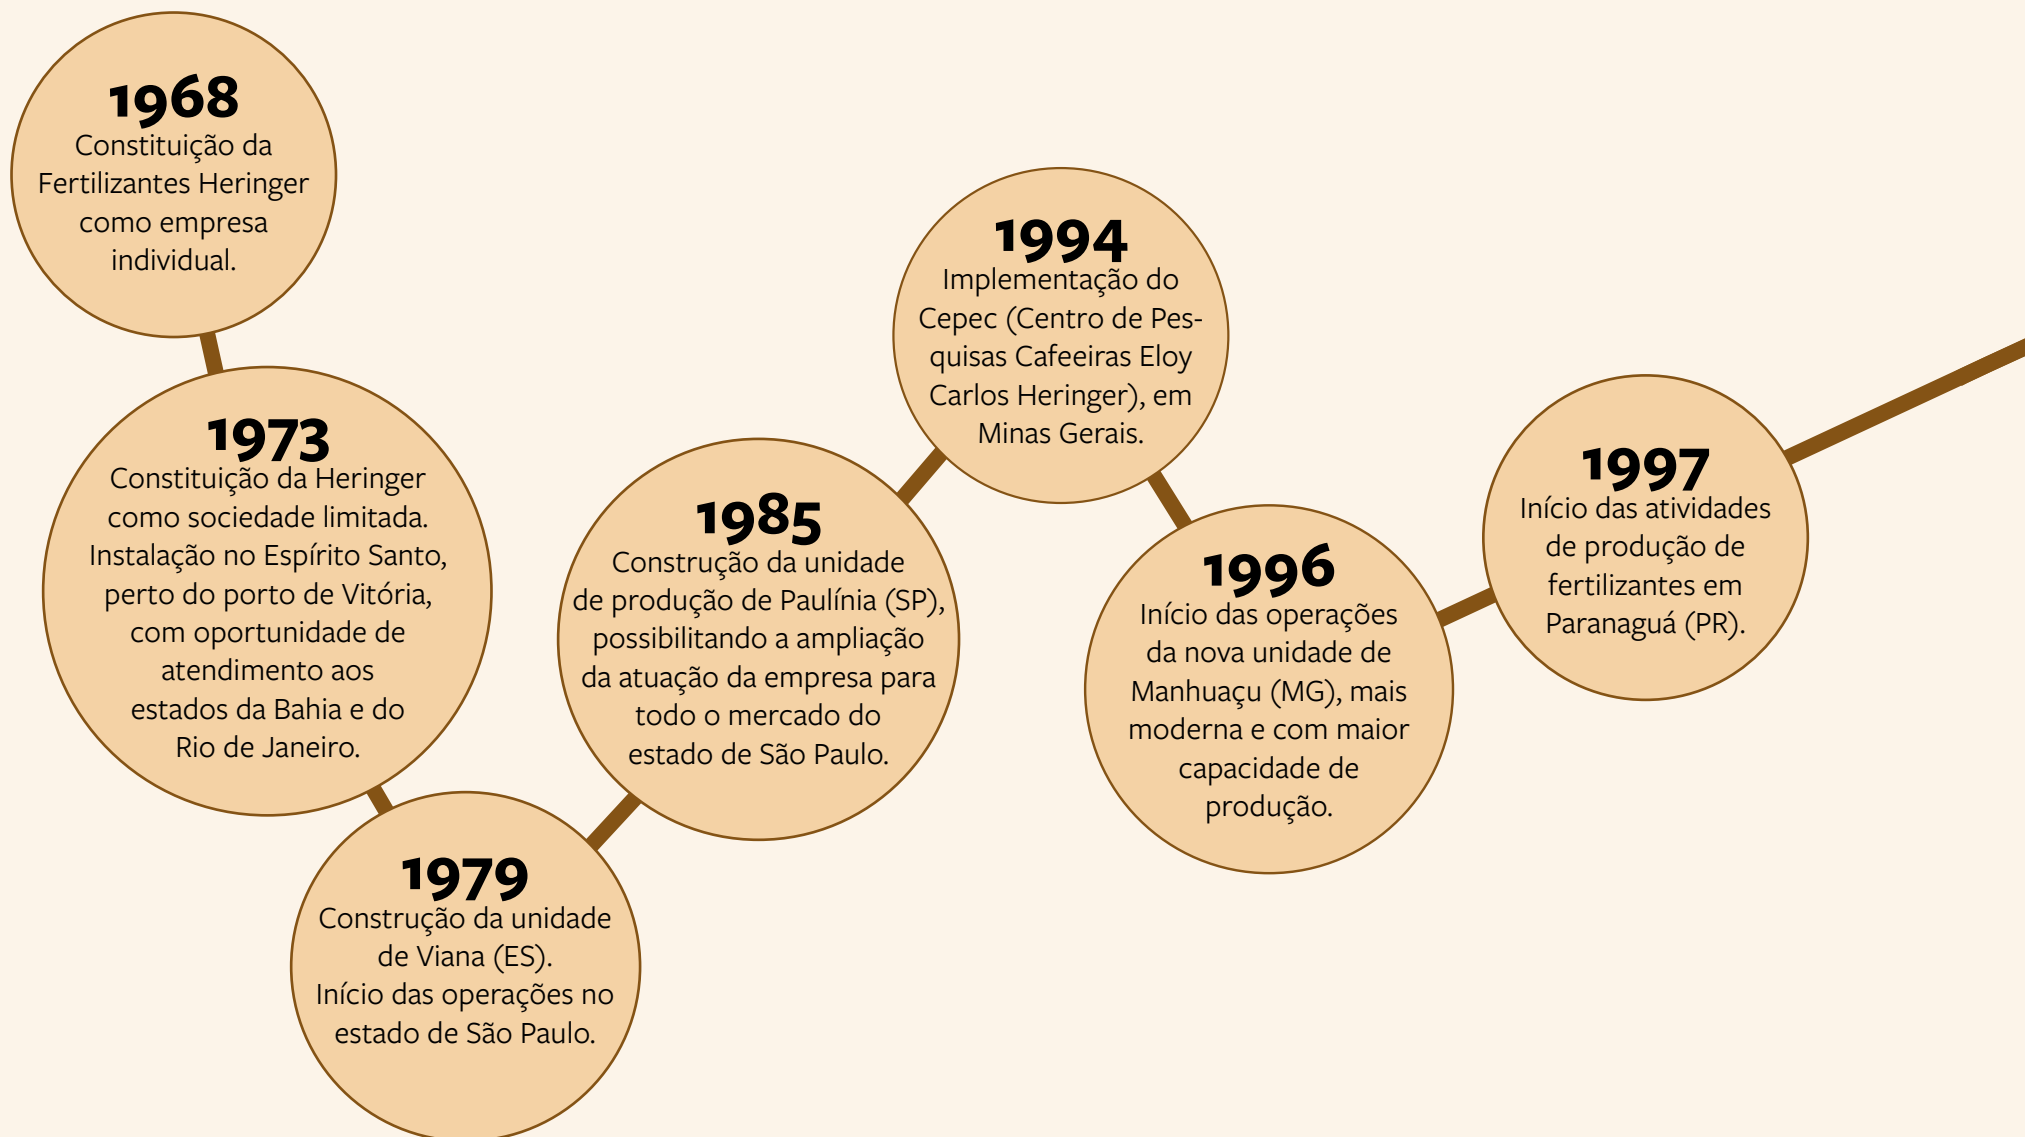 1968
Constituição da
Fertilizantes Heringer
como empresa
individual.
1973
Constituição da Heringer
como sociedade limitada.
Instalação no Espírito Santo,
perto do porto de Vitória,
com oportunidade de
atendimento aos
estados da Bahia e do
Rio de Janeiro.
1979
Construção da unidade
de Viana (ES).
Início das operações no
estado de São Paulo.
1985
Construção da unidade
de produção de Paulínia (SP),
possibilitando a ampliação
da atuação da empresa para
todo o mercado do
estado de São Paulo.
1994
Implementação do
Cepec (Centro de Pes-
quisas Cafeeiras Eloy
Carlos Heringer), em
Minas Gerais.
1996
Início das operações
da nova unidade de
Manhuaçu (MG), mais
moderna e com maior
capacidade de
produção.
1997
Início das atividades
de produção de
fertilizantes em
Paranaguá (PR).